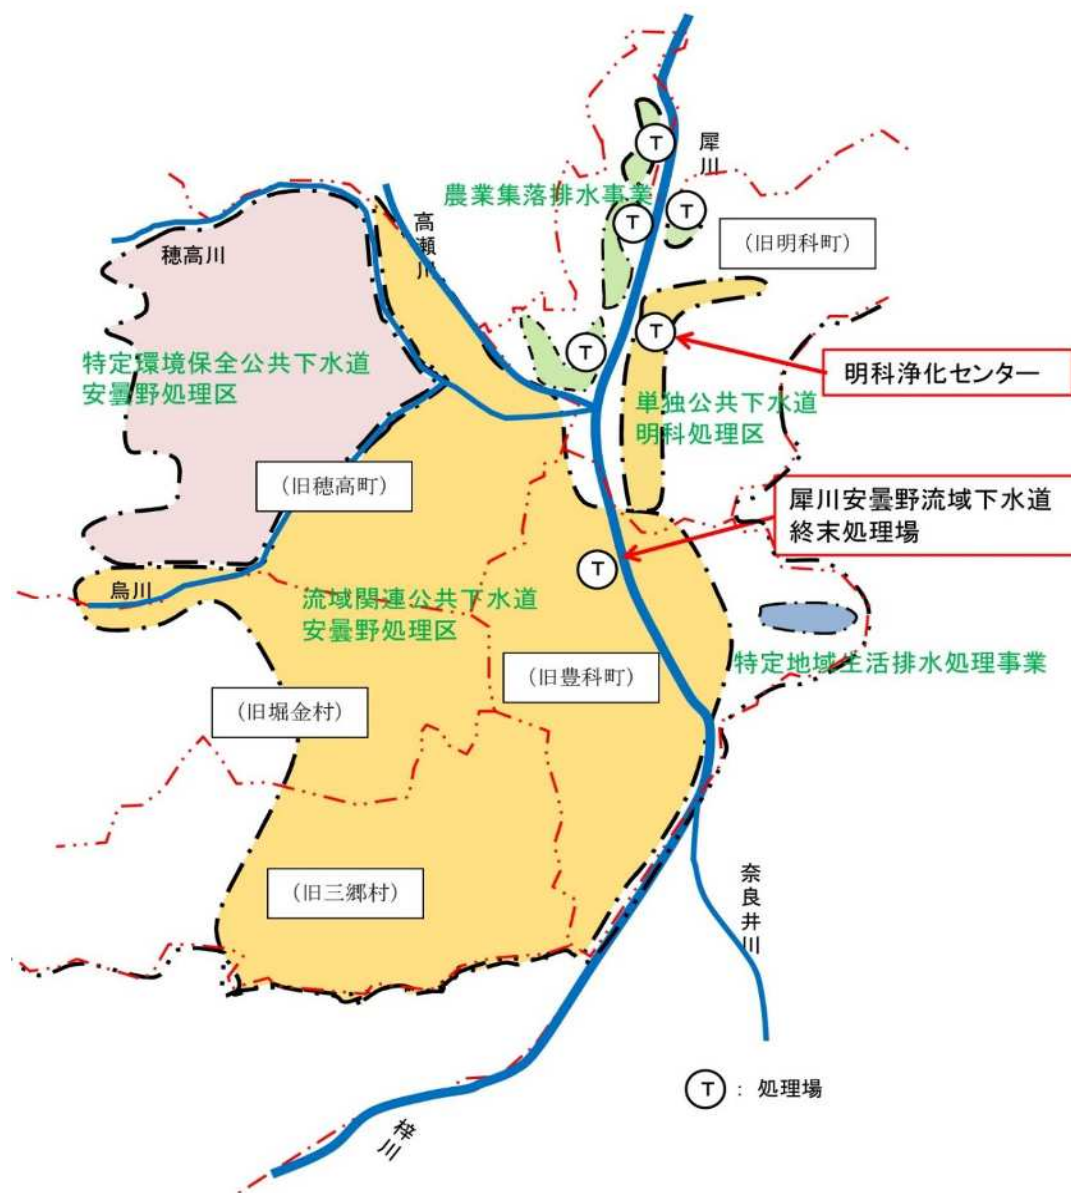 T
犀川
農業集落排水事業
T
T
高瀬川
(旧明科町)
穂高川
T
T
特定環境保全公共下水道
安曇野処理区
明科浄化センター
単独公共下水道
明科処理区
(旧穂高町)
犀川安曇野流域下水道
終末処理場
T
烏川
流域関連公共下水道
安曇野処理区
特定地域生活排水処理事業
(旧豊科町)
(旧堀金村)
(旧三郷村)
奈良井川
T : 処理場
梓川